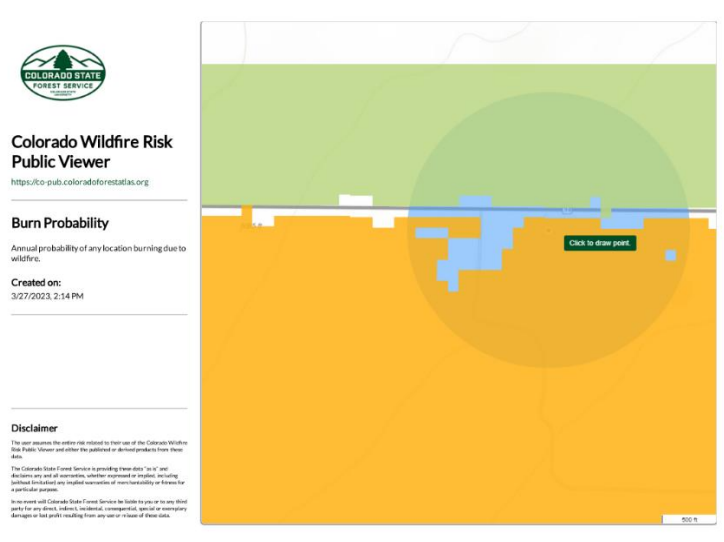 COLORADO STATE
FOREST SERVICE
Colorado Wildfire Risk
Public Viewer
https://co-pub.coloradoforestatlas.org
Burn Probability
Annual probability of any location burning due to
wildfire.
Created on:
3/27/2023, 2:14 PM
Disclaimer
The user assumes the entire risk related to their use of the Colorado Wildfire
Risk Public Viewer and either the published or derived products from these
data.
The Colorado State Forest Service is providing these data "as is" and
disclaims any and all warranties, whether expressed or implied, including
(without limitation) any implied warranties of merchantability or fitness for
a particular purpose.
In no event will Colorado State Forest Service be liable to you or to any third
party for any direct, indirect, incidental, consequential, special or exemplary
damages or lost profit resulting from any use or misuse of these data.
Click to draw point.
500 ft